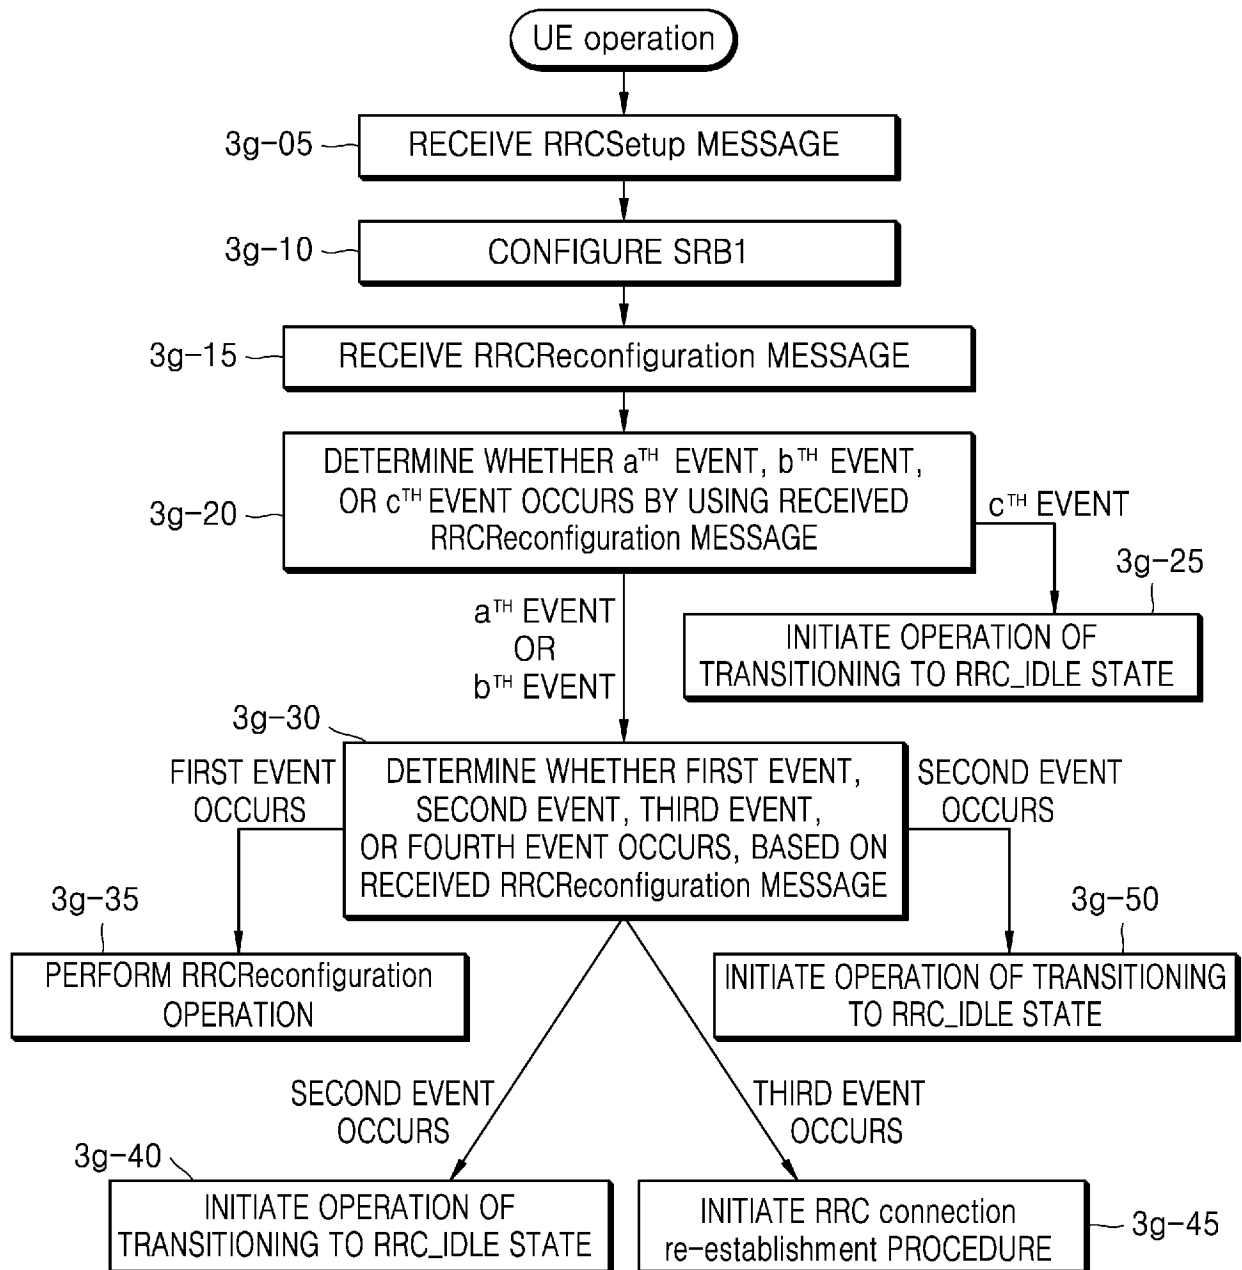 UE operation
3g-05
RECEIVE RRCSetup MESSAGE
3g-10
CONFIGURE SRB1
3g-15
RECEIVE RRCReconfiguration MESSAGE
3g-20
DETERMINE WHETHER aTH EVENT, bTH EVENT,
OR cTH EVENT OCCURS BY USING RECEIVED
RRCReconfiguration MESSAGE
cTH EVENT
3g-25
INITIATE OPERATION OF
TRANSITIONING TO RRC_IDLE STATE
aTH EVENT
OR
bTH EVENT
3g-30
DETERMINE WHETHER FIRST EVENT,
SECOND EVENT, THIRD EVENT,
OR FOURTH EVENT OCCURS, BASED ON
RECEIVED RRCReconfiguration MESSAGE
FIRST EVENT
OCCURS
SECOND EVENT
OCCURS
3g-35
PERFORM RRCReconfiguration
OPERATION
3g-50
INITIATE OPERATION OF TRANSITIONING
TO RRC_IDLE STATE
SECOND EVENT
OCCURS
THIRD EVENT
OCCURS
3g-40
INITIATE OPERATION OF
TRANSITIONING TO RRC_IDLE STATE
INITIATE RRC connection
re-establishment PROCEDURE
3g-45